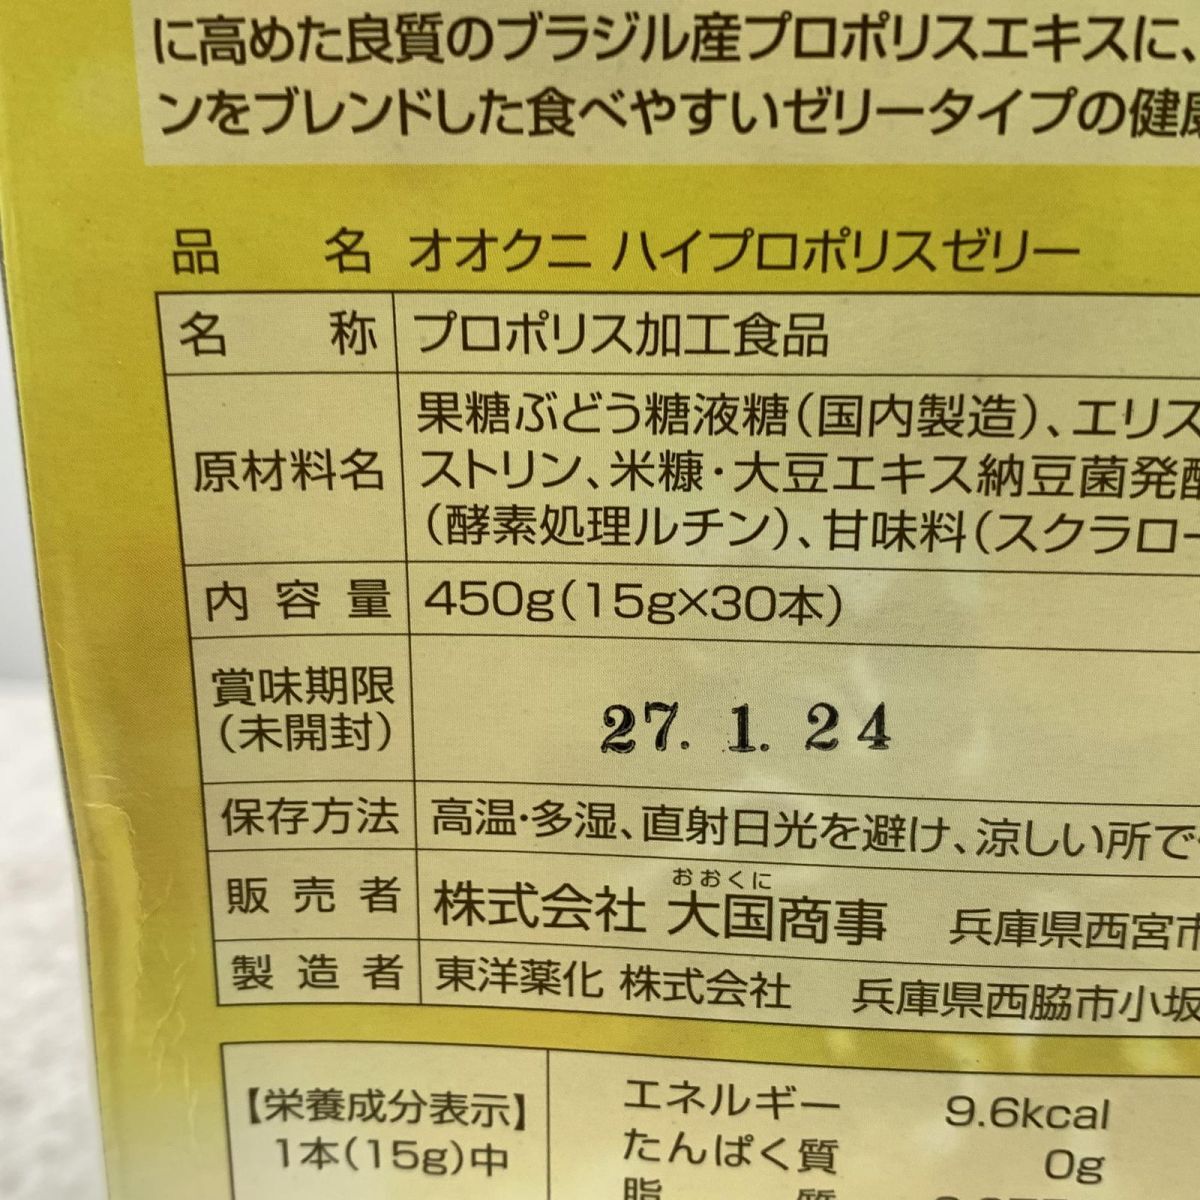 に高めた良質のブラジル産プロポリスエキスに、
ンをブレンドした食べやすいゼリータイプの健康
品名 オオクニ ハイプロポリスゼリー
名称 プロポリス加工食品
原材料名 果糖ぶどう糖液糖(国内製造)、エリス
ストリン、米糠・大豆エキス納豆菌発酵
(酵素処理ルチン)、甘味料(スクラロー
内容量 450g(15g×30本)
賞味期限
(未開封)
27. 1. 24
保存方法 高温・多湿、直射日光を避け、涼しい所で
おおくに
販売者 株式会社 大国商事 兵庫県西宮市
製造者 東洋薬化 株式会社 兵庫県西脇市小坂
【栄養成分表示】
1本(15g)中
エネルギー 9.6kcal
たんぱく質 0g
脂質